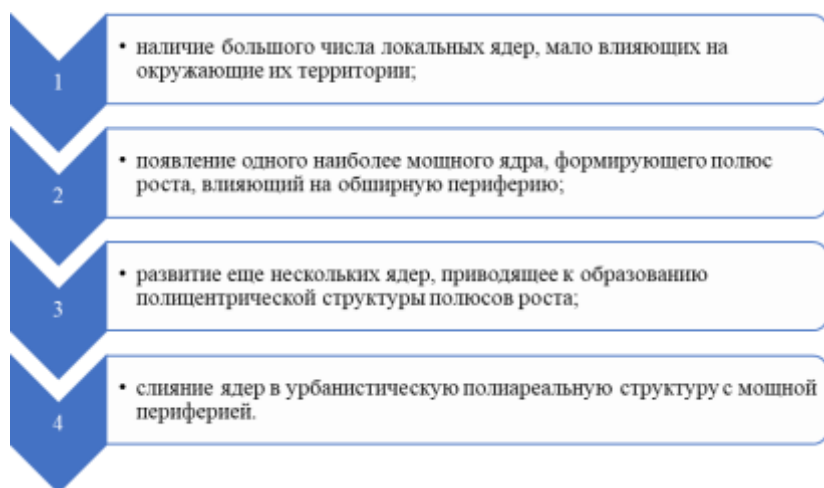 1
• наличие большого числа локальных ядер, мало влияющих на
окружающие их территории;
2
• появление одного наиболее мощного ядра, формирующего полюс
роста, влияющий на обширную периферию;
3
• развитие еще нескольких ядер, приводящее к образованию
полицентрической структуры полюсов роста;
4
• слияние ядер в урбанистическую полиареальную структуру с мощной
периферией.